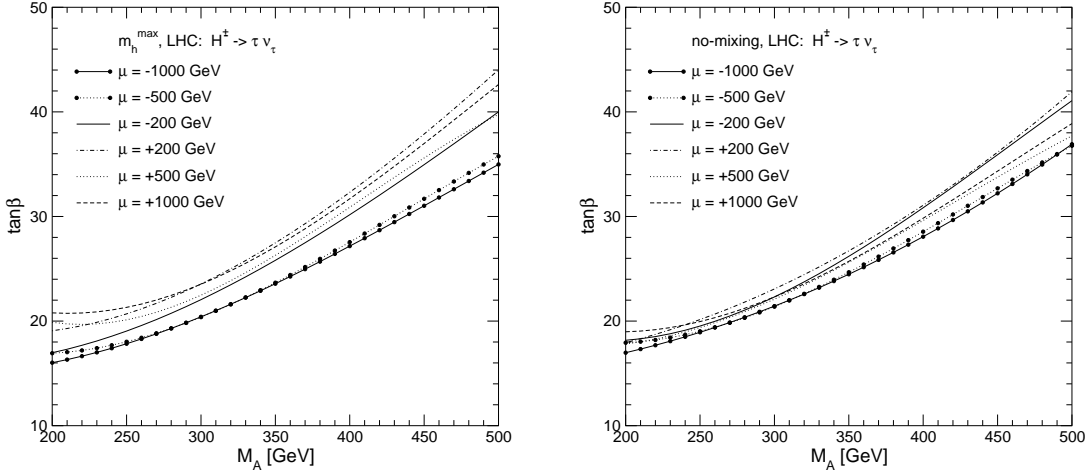 50
40
30
20
10
tanβ
m_h^max, LHC: H^± -> τ ν_τ
μ = -1000 GeV
μ = -500 GeV
μ = -200 GeV
μ = +200 GeV
μ = +500 GeV
μ = +1000 GeV
200 250 300 350 400 450 500
M_A [GeV]
50
40
30
20
10
tanβ
no-mixing, LHC: H^± -> τ ν_τ
μ = -1000 GeV
μ = -500 GeV
μ = -200 GeV
μ = +200 GeV
μ = +500 GeV
μ = +1000 GeV
200 250 300 350 400 450 500
M_A [GeV]